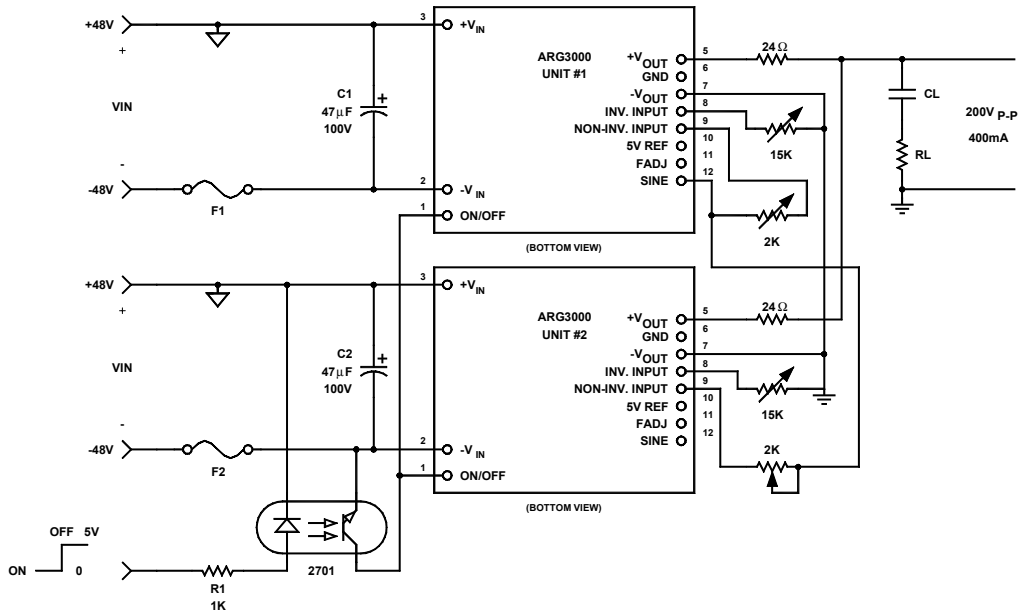 +48V
+
VIN
-
-48V
F1
C1
47μF
100V
+
3
+VIN
2
-VIN
1
ON/OFF
ARG3000
UNIT #1
+VOUT
GND
-VOUT
INV. INPUT
NON-INV. INPUT
5V REF
FADJ
SINE
5
6
7
8
9
10
11
12
(BOTTOM VIEW)
24Ω
15K
2K
CL
RL
200V P-P
400mA
+48V
+
VIN
-
-48V
F2
C2
47μF
100V
+
3
+VIN
2
-VIN
1
ON/OFF
ARG3000
UNIT #2
+VOUT
GND
-VOUT
INV. INPUT
NON-INV. INPUT
5V REF
FADJ
SINE
5
6
7
8
9
10
11
12
(BOTTOM VIEW)
24Ω
15K
2K
OFF 5V
ON 0
R1
1K
2701